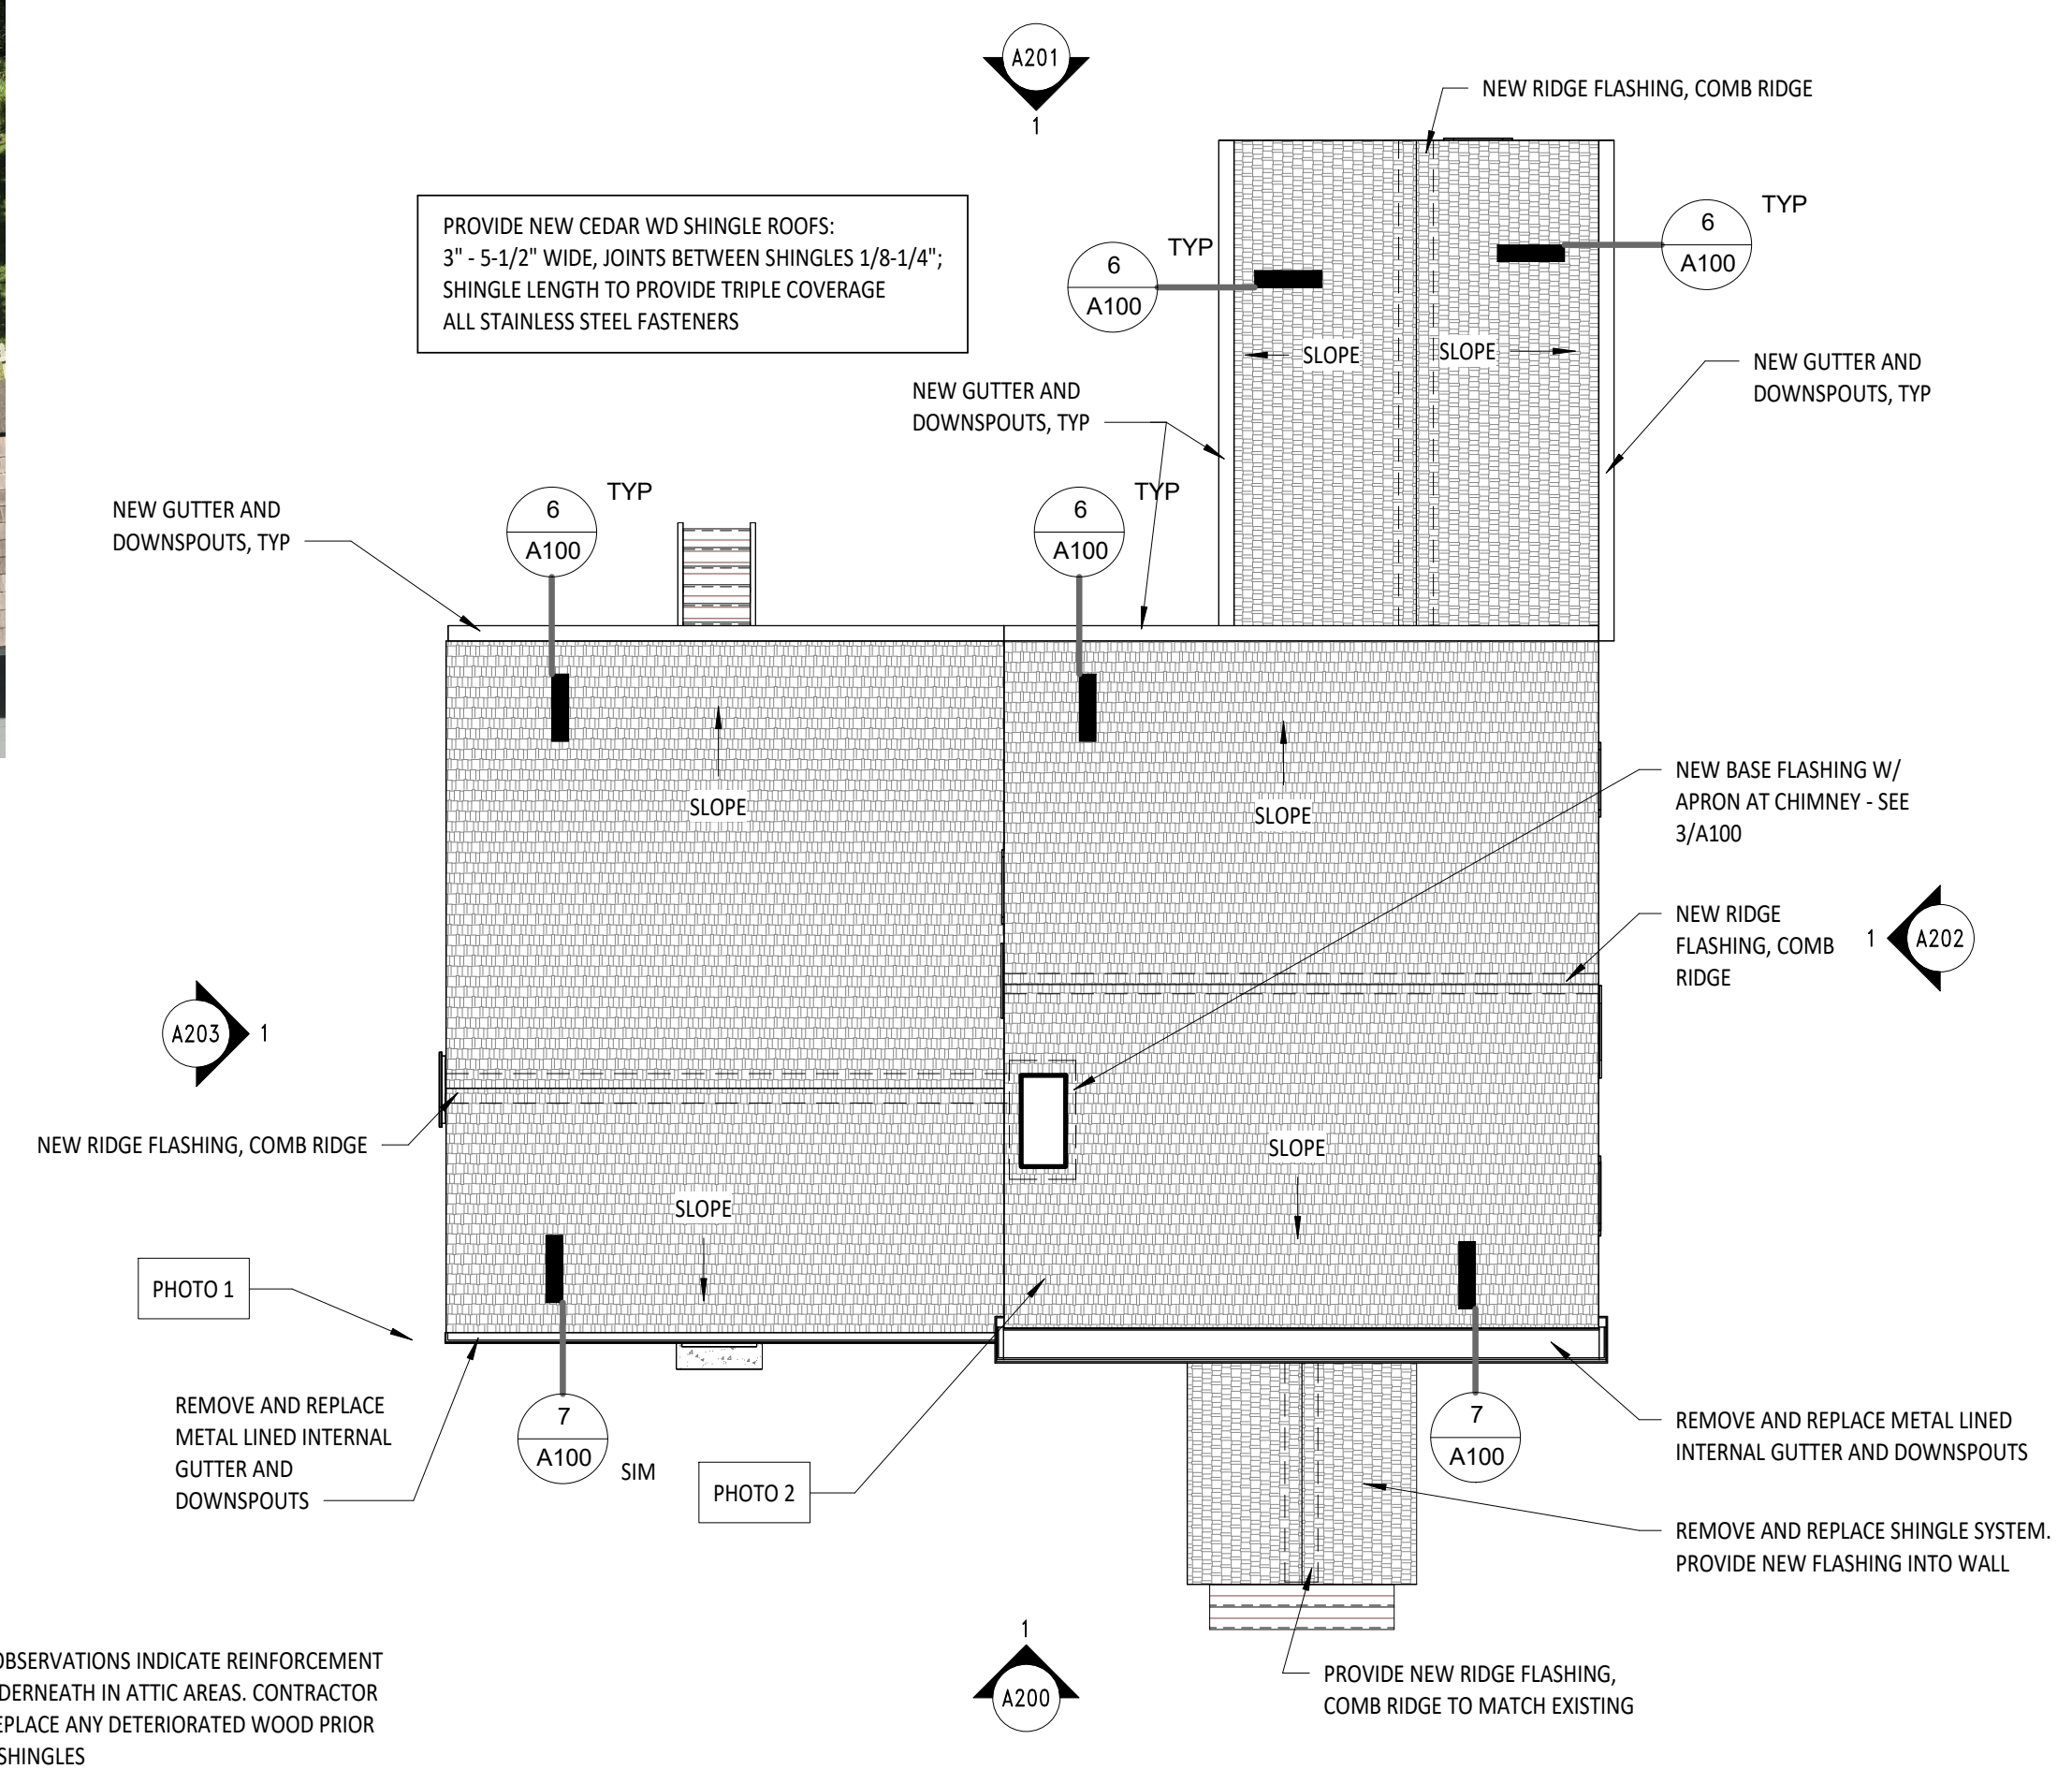 A201
1
NEW RIDGE FLASHING, COMB RIDGE
PROVIDE NEW CEDAR WD SHINGLE ROOFS:
3" - 5-1/2" WIDE, JOINTS BETWEEN SHINGLES 1/8-1/4";
SHINGLE LENGTH TO PROVIDE TRIPLE COVERAGE
ALL STAINLESS STEEL FASTENERS
TYP
6
A100
TYP
6
A100
SLOPE
SLOPE
NEW GUTTER AND
DOWNSPOUTS, TYP
NEW GUTTER AND
DOWNSPOUTS, TYP
NEW GUTTER AND
DOWNSPOUTS, TYP
6
A100
TYP
6
A100
TYP
SLOPE
SLOPE
NEW BASE FLASHING W/
APRON AT CHIMNEY - SEE
3/A100
NEW RIDGE
FLASHING, COMB
RIDGE
1
A202
A203
1
NEW RIDGE FLASHING, COMB RIDGE
SLOPE
SLOPE
PHOTO 1
REMOVE AND REPLACE
METAL LINED INTERNAL
GUTTER AND
DOWNSPOUTS
7
A100
SIM
PHOTO 2
7
A100
REMOVE AND REPLACE METAL LINED
INTERNAL GUTTER AND DOWNSPOUTS
REMOVE AND REPLACE SHINGLE SYSTEM.
PROVIDE NEW FLASHING INTO WALL
1
A200
PROVIDE NEW RIDGE FLASHING,
COMB RIDGE TO MATCH EXISTING
OBSERVATIONS INDICATE REINFORCEMENT
DERNEATH IN ATTIC AREAS. CONTRACTOR
EPLACE ANY DETERIORATED WOOD PRIOR
SHINGLES